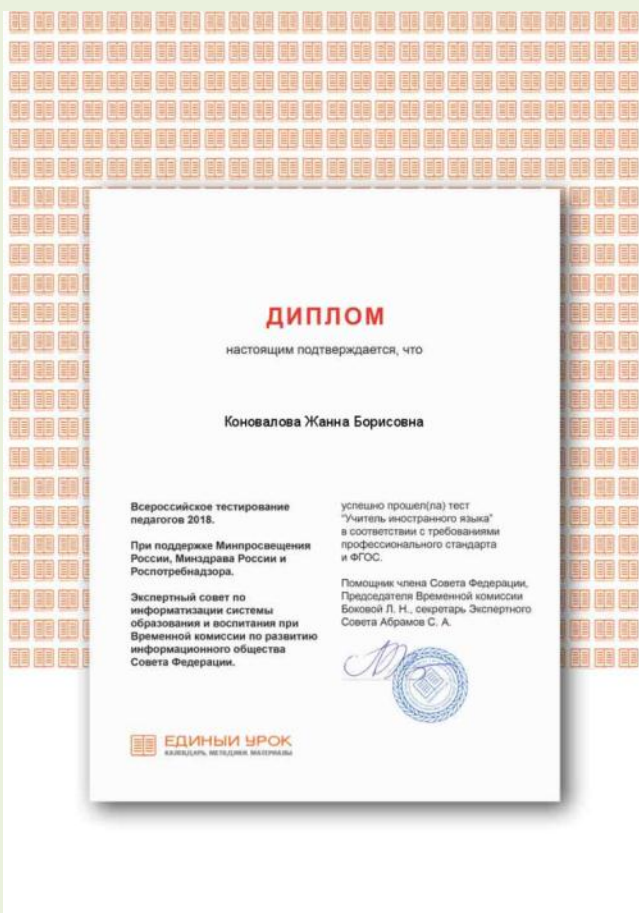 ДИПЛОМ
настоящим подтверждается, что
Коновалова Жанна Борисовна
Всероссийское тестирование
педагогов 2018.
При поддержке Минпросвещения
России, Минздрава России и
Роспотребнадзора.
Экспертный совет по
информатизации системы
образования и воспитания при
Временной комиссии по развитию
информационного общества
Совета Федерации.
успешно прошел(ла) тест
"Учитель иностранного языка"
в соответствии с требованиями
профессионального стандарта
и ФГОС.
Помощник члена Совета Федерации,
Председателя Временной комиссии
Боковой Л. Н., секретарь Экспертного
Совета Абрамов С. А.
ЕДИНЫЙ УРОК
КАЛЕНДАРЬ, МЕТОДИКИ, МАТЕРИАЛЫ